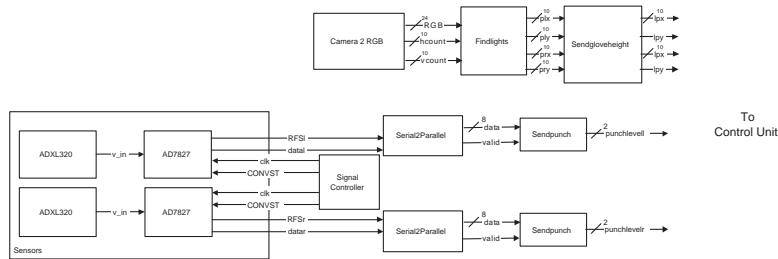 Camera 2 RGB
24
RGB
10
hcount
10
vcount
Findlights
10
plx
10
ply
10
prx
10
pry
Sendgloveheight
10
lpx
lpy
10
lpx
lpy
To
Control Unit
ADXL320
v_in
AD7827
RFSl
datal
clk
CONVST
Serial2Parallel
8
data
valid
Sendpunch
2
punchlevell
Signal
Controller
ADXL320
v_in
AD7827
clk
CONVST
RFSr
datar
Serial2Parallel
8
data
valid
Sendpunch
2
punchlevelr
Sensors